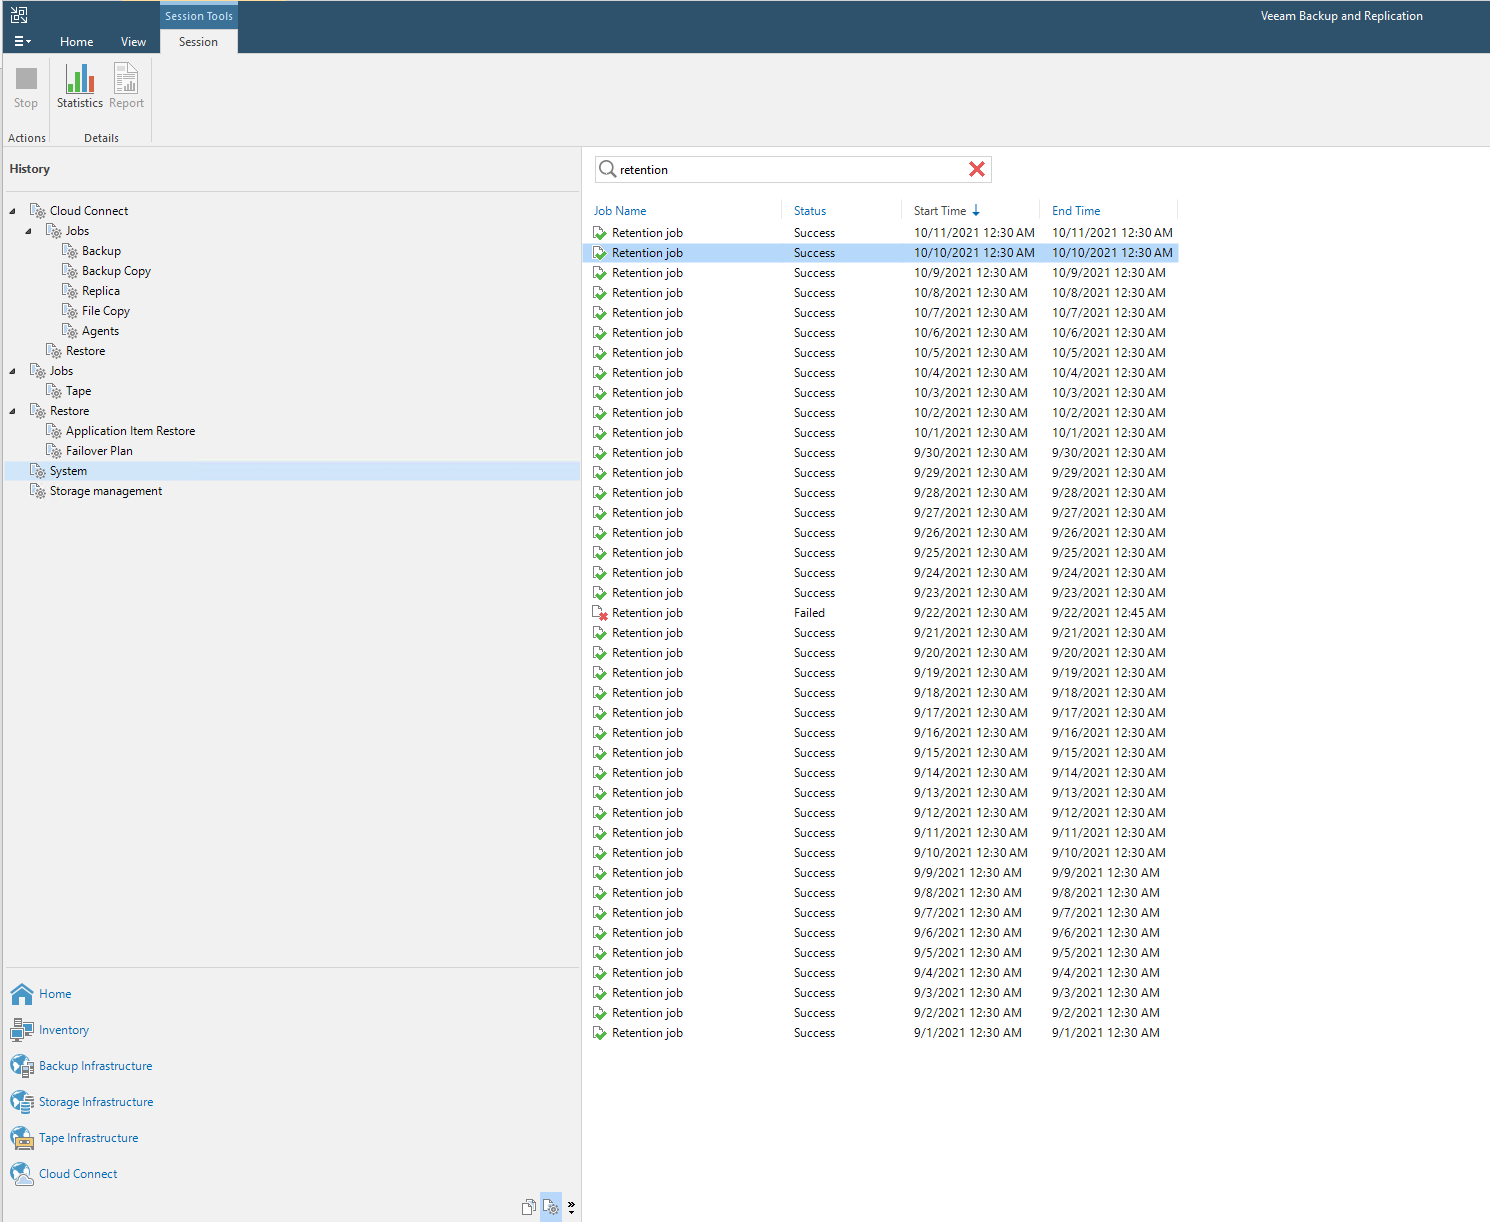 Session Tools
Veeam Backup and Replication
Home View Session
Stop Statistics Report
Actions Details
History
retention
Cloud Connect
Jobs
Backup
Backup Copy
Replica
File Copy
Agents
Restore
Jobs
Tape
Restore
Application Item Restore
Failover Plan
System
Storage management
Home
Inventory
Backup Infrastructure
Storage Infrastructure
Tape Infrastructure
Cloud Connect
Job Name Status Start Time End Time
Retention job Success 10/11/2021 12:30 AM 10/11/2021 12:30 AM
Retention job Success 10/10/2021 12:30 AM 10/10/2021 12:30 AM
Retention job Success 10/9/2021 12:30 AM 10/9/2021 12:30 AM
Retention job Success 10/8/2021 12:30 AM 10/8/2021 12:30 AM
Retention job Success 10/7/2021 12:30 AM 10/7/2021 12:30 AM
Retention job Success 10/6/2021 12:30 AM 10/6/2021 12:30 AM
Retention job Success 10/5/2021 12:30 AM 10/5/2021 12:30 AM
Retention job Success 10/4/2021 12:30 AM 10/4/2021 12:30 AM
Retention job Success 10/3/2021 12:30 AM 10/3/2021 12:30 AM
Retention job Success 10/2/2021 12:30 AM 10/2/2021 12:30 AM
Retention job Success 10/1/2021 12:30 AM 10/1/2021 12:30 AM
Retention job Success 9/30/2021 12:30 AM 9/30/2021 12:30 AM
Retention job Success 9/29/2021 12:30 AM 9/29/2021 12:30 AM
Retention job Success 9/28/2021 12:30 AM 9/28/2021 12:30 AM
Retention job Success 9/27/2021 12:30 AM 9/27/2021 12:30 AM
Retention job Success 9/26/2021 12:30 AM 9/26/2021 12:30 AM
Retention job Success 9/25/2021 12:30 AM 9/25/2021 12:30 AM
Retention job Success 9/24/2021 12:30 AM 9/24/2021 12:30 AM
Retention job Success 9/23/2021 12:30 AM 9/23/2021 12:30 AM
Retention job Failed 9/22/2021 12:30 AM 9/22/2021 12:45 AM
Retention job Success 9/21/2021 12:30 AM 9/21/2021 12:30 AM
Retention job Success 9/20/2021 12:30 AM 9/20/2021 12:30 AM
Retention job Success 9/19/2021 12:30 AM 9/19/2021 12:30 AM
Retention job Success 9/18/2021 12:30 AM 9/18/2021 12:30 AM
Retention job Success 9/17/2021 12:30 AM 9/17/2021 12:30 AM
Retention job Success 9/16/2021 12:30 AM 9/16/2021 12:30 AM
Retention job Success 9/15/2021 12:30 AM 9/15/2021 12:30 AM
Retention job Success 9/14/2021 12:30 AM 9/14/2021 12:30 AM
Retention job Success 9/13/2021 12:30 AM 9/13/2021 12:30 AM
Retention job Success 9/12/2021 12:30 AM 9/12/2021 12:30 AM
Retention job Success 9/11/2021 12:30 AM 9/11/2021 12:30 AM
Retention job Success 9/10/2021 12:30 AM 9/10/2021 12:30 AM
Retention job Success 9/9/2021 12:30 AM 9/9/2021 12:30 AM
Retention job Success 9/8/2021 12:30 AM 9/8/2021 12:30 AM
Retention job Success 9/7/2021 12:30 AM 9/7/2021 12:30 AM
Retention job Success 9/6/2021 12:30 AM 9/6/2021 12:30 AM
Retention job Success 9/5/2021 12:30 AM 9/5/2021 12:30 AM
Retention job Success 9/4/2021 12:30 AM 9/4/2021 12:30 AM
Retention job Success 9/3/2021 12:30 AM 9/3/2021 12:30 AM
Retention job Success 9/2/2021 12:30 AM 9/2/2021 12:30 AM
Retention job Success 9/1/2021 12:30 AM 9/1/2021 12:30 AM